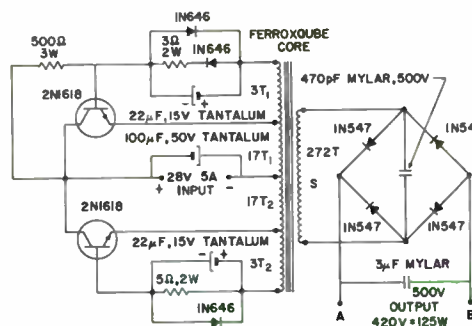 1N646
FERROXQUBE
CORE
500Ω
3W
3Ω
2W
1N646
470pF MYLAR, 500V
2N1618
3T₁
22μF, 15V TANTALUM
100μF, 50V TANTALUM
17T₁
28V 5A
+ INPUT -
272T
S
1N547
1N547
2N1618
17T₂
22μF, 15V TANTALUM
1N547
1N547
5Ω, 2W
3T₂
3μF MYLAR
500V
1N646
A
OUTPUT
B
420V = 125W